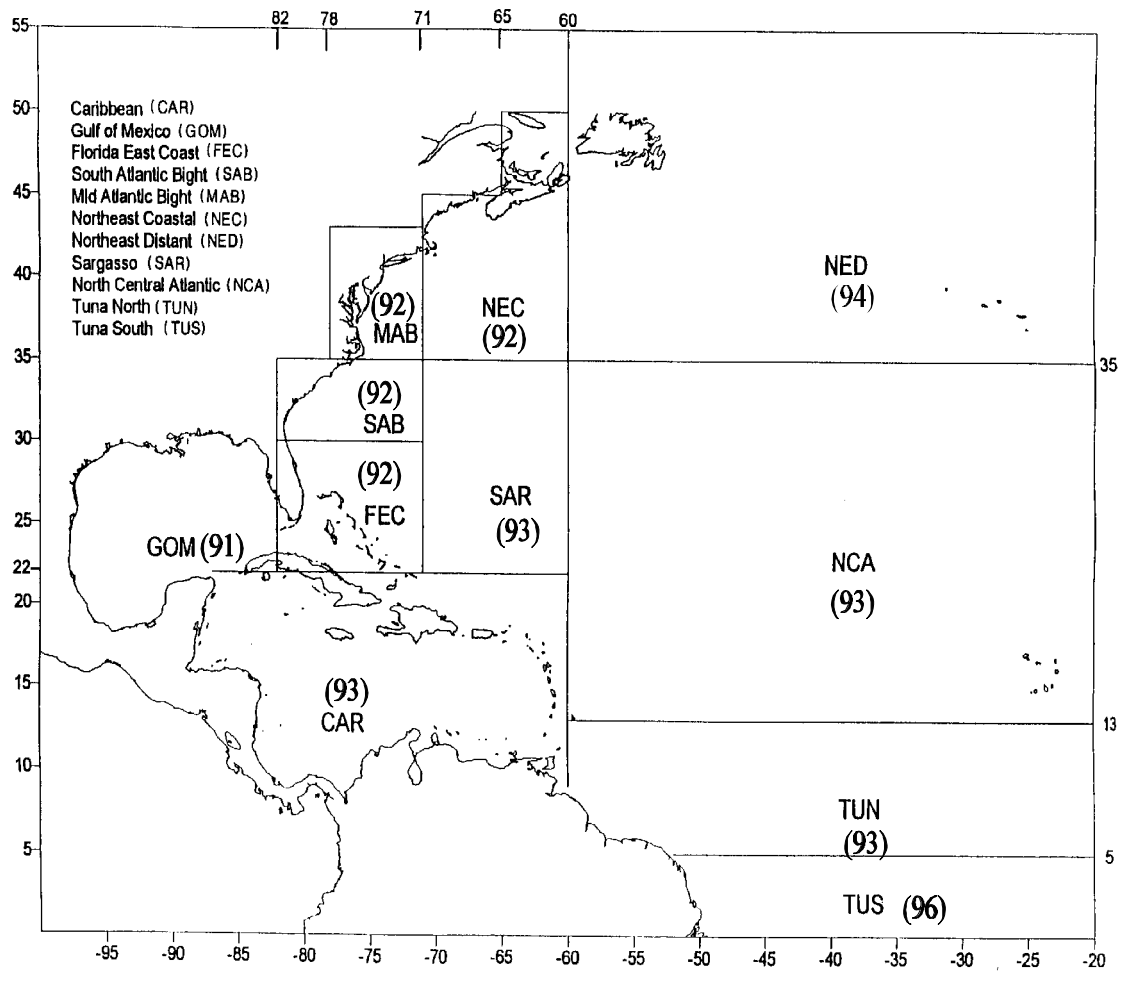 82 78 71 65 60
55
50
45
40
35
30
25
22
20
15
10
5
Caribbean (CAR)
Gulf of Mexico (GOM)
Florida East Coast (FEC)
South Atlantic Bight (SAB)
Mid Atlantic Bight (MAB)
Northeast Coastal (NEC)
Northeast Distant (NED)
Sargasso (SAR)
North Central Atlantic (NCA)
Tuna North (TUN)
Tuna South (TUS)
NED
(94)
(92)
MAB
NEC
(92)
35
(92)
SAB
(92)
FEC
SAR
(93)
GOM (91)
NCA
(93)
(93)
CAR
13
TUN
(93)
5
TUS (96)
-95 -90 -85 -80 -75 -70 -65 -60 -55 -50 -45 -40 -35 -30 -25 -20